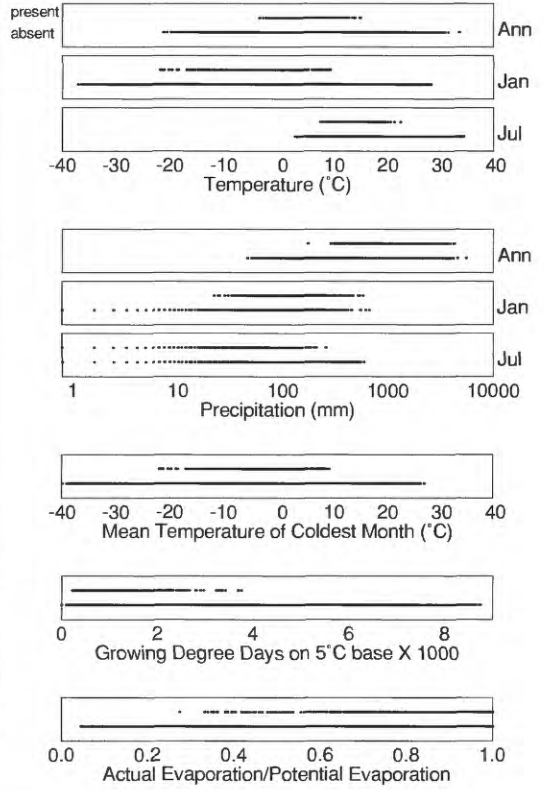 present
absent
Ann
Jan
Jul
-40 -30 -20 -10 0 10 20 30 40
Temperature (˚C)
Ann
Jan
Jul
1 10 100 1000 10000
Precipitation (mm)
-40 -30 -20 -10 0 10 20 30 40
Mean Temperature of Coldest Month (˚C)
0 2 4 6 8
Growing Degree Days on 5˚C base X 1000
0.0 0.2 0.4 0.6 0.8 1.0
Actual Evaporation/Potential Evaporation